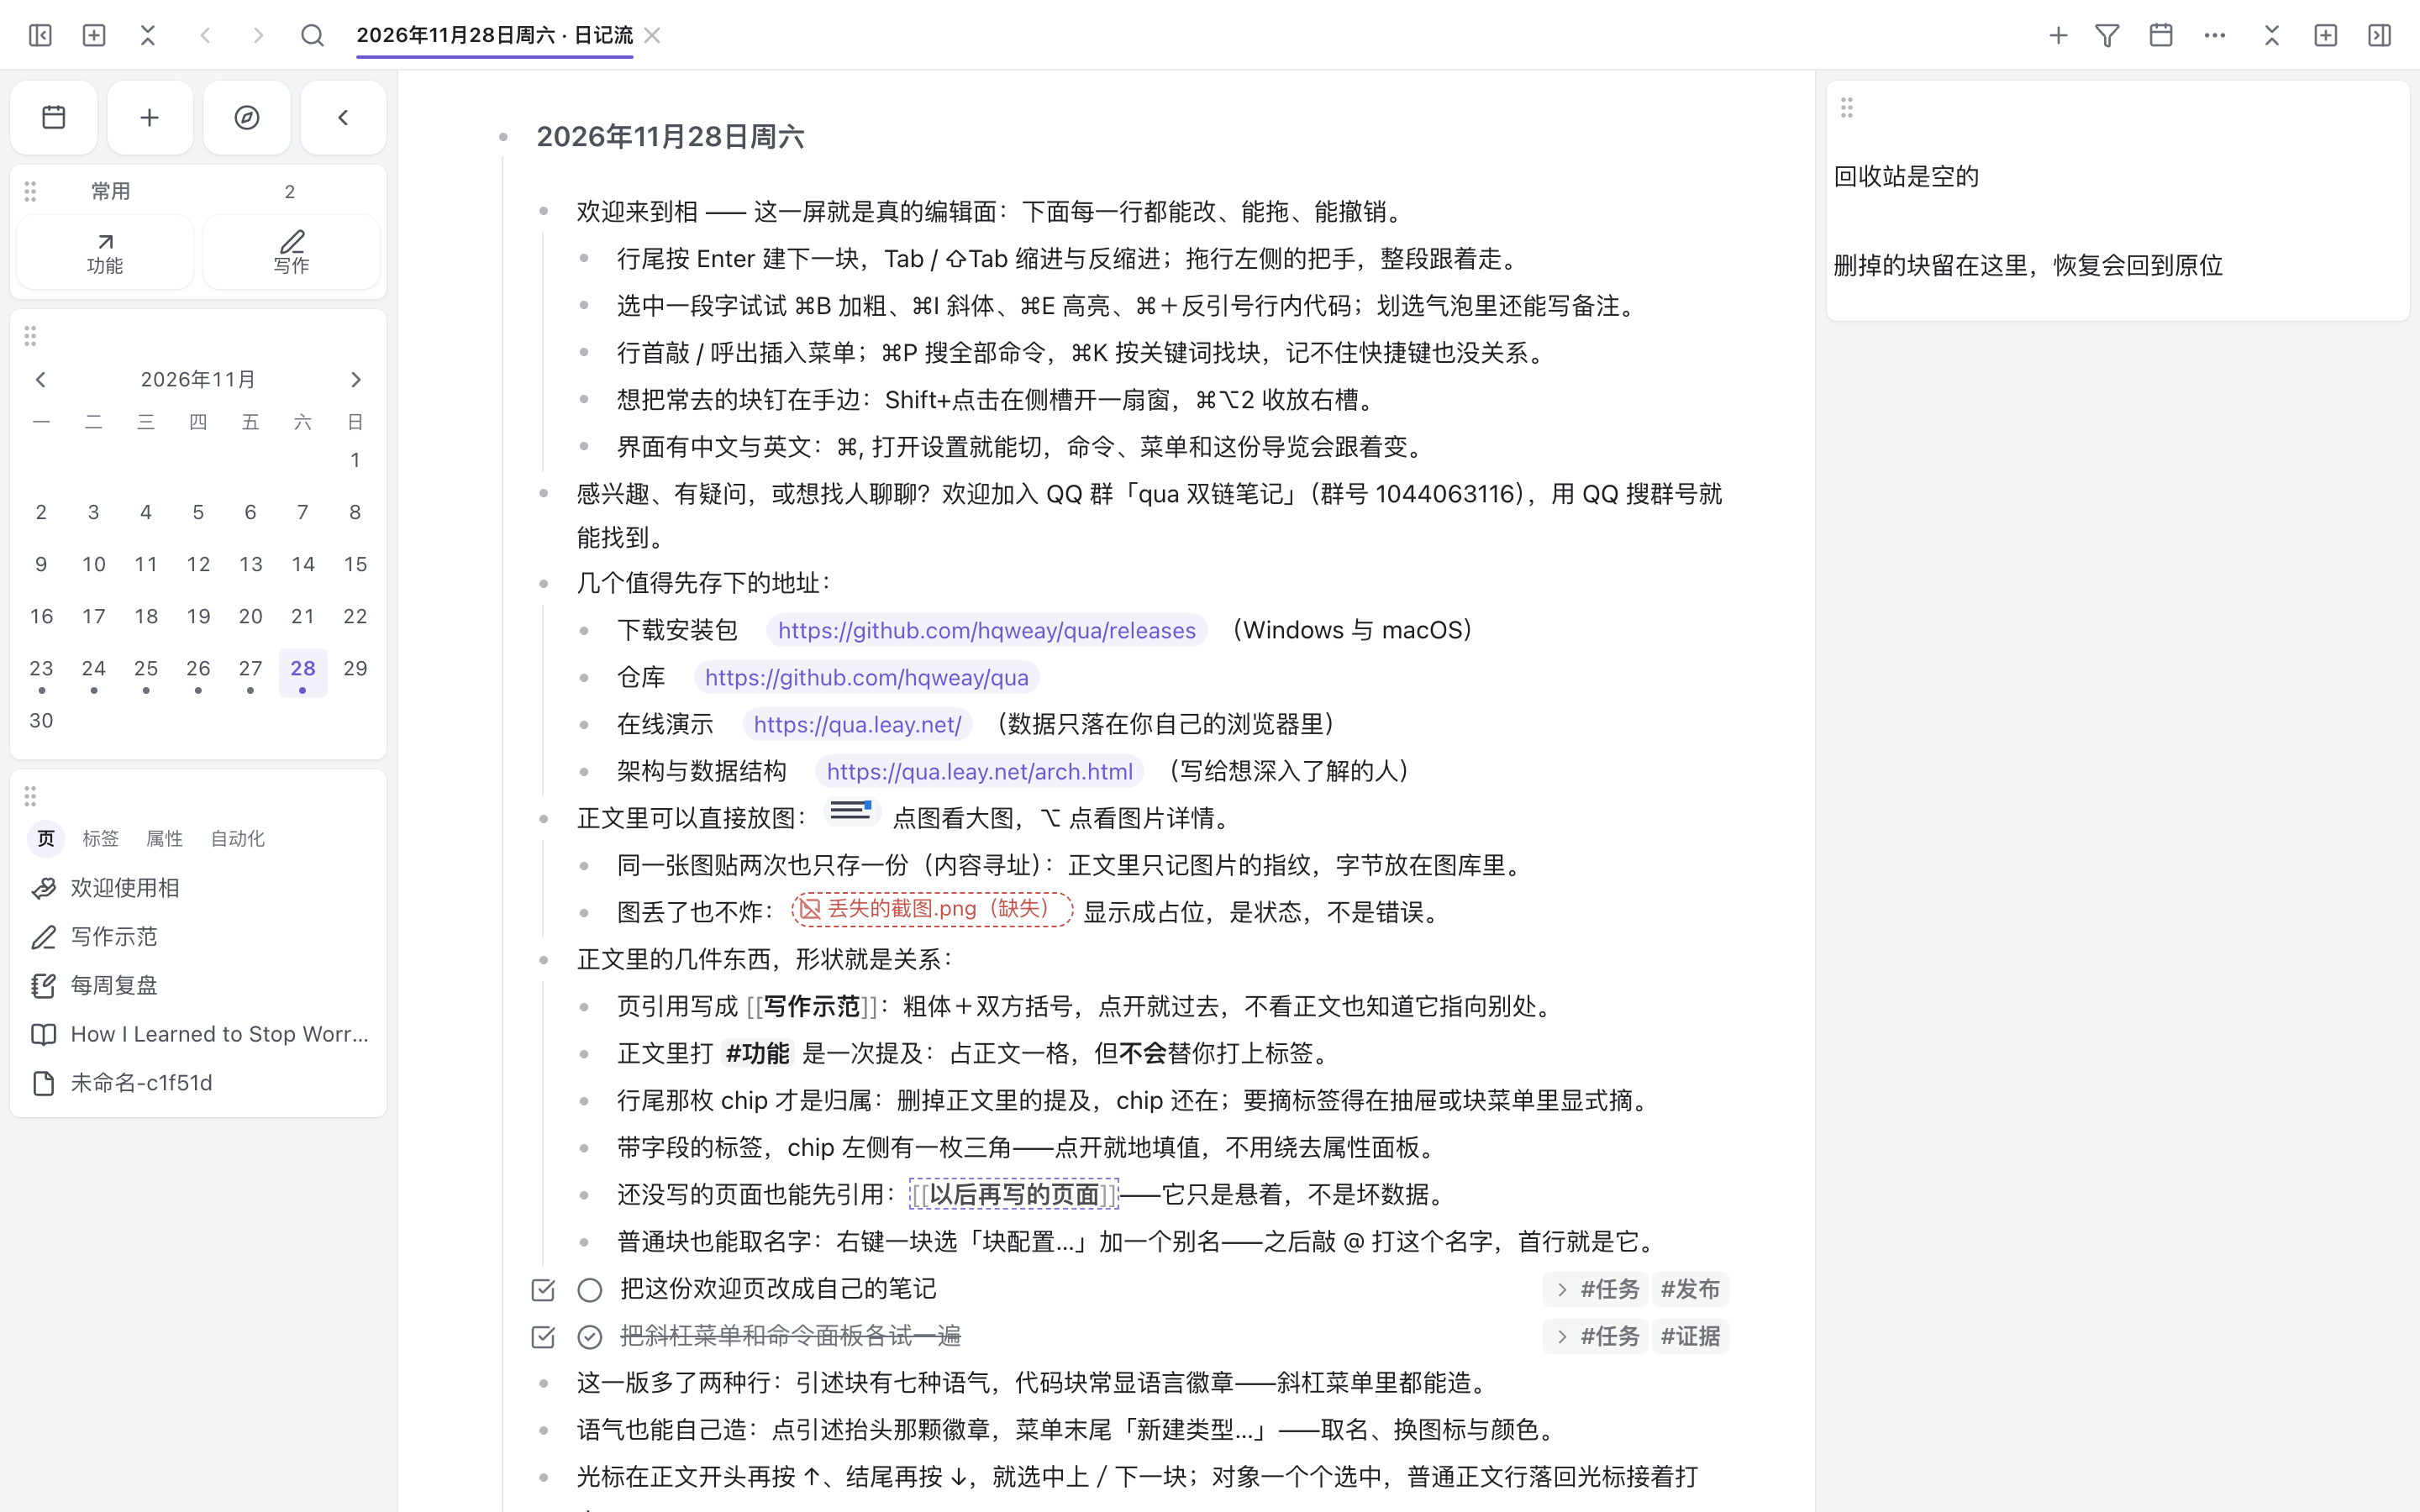 2026年11月28日周六 · 日记流
常用 2
功能 写作
2026年11月
一 二 三 四 五 六 日
1
2 3 4 5 6 7 8
9 10 11 12 13 14 15
16 17 18 19 20 21 22
23 24 25 26 27 28 29
30
页 标签 属性 自动化
欢迎使用相
写作示范
每周复盘
How I Learned to Stop Worr...
未命名-c1f51d
2026年11月28日周六
欢迎来到相 —— 这一屏就是真的编辑面：下面每一行都能改、能拖、能撤销。
行尾按 Enter 建下一块，Tab / ⇧Tab 缩进与反缩进；拖行左侧的把手，整段跟着走。
选中一段字试试 ⌘B 加粗、⌘I 斜体、⌘E 高亮、⌘＋反引号行内代码；划选气泡里还能写备注。
行首敲 / 呼出插入菜单；⌘P 搜全部命令，⌘K 按关键词找块，记不住快捷键也没关系。
想把常去的块钉在手边：Shift+点击在侧槽开一扇窗，⌘⌥2 收放右槽。
界面有中文与英文：⌘, 打开设置就能切，命令、菜单和这份导览会跟着变。
感兴趣、有疑问，或想找人聊聊？欢迎加入 QQ 群「qua 双链笔记」（群号 1044063116），用 QQ 搜群号就
能找到。
几个值得先存下的地址：
下载安装包 https://github.com/hqweay/qua/releases （Windows 与 macOS）
仓库 https://github.com/hqweay/qua
在线演示 https://qua.leay.net/ （数据只落在你自己的浏览器里）
架构与数据结构 https://qua.leay.net/arch.html （写给想深入了解的人）
正文里可以直接放图： 点图看大图，⌥ 点看图片详情。
同一张图贴两次也只存一份（内容寻址）：正文里只记图片的指纹，字节放在图库里。
图丢了也不炸： 丢失的截图.png（缺失） 显示成占位，是状态，不是错误。
正文里的几件东西，形状就是关系：
页引用写成 [[写作示范]]：粗体＋双方括号，点开就过去，不看正文也知道它指向别处。
正文里打 #功能 是一次提及：占正文一格，但不会替你打上标签。
行尾那枚 chip 才是归属：删掉正文里的提及，chip 还在；要摘标签得在抽屉或块菜单里显式摘。
带字段的标签，chip 左侧有一枚三角——点开就地填值，不用绕去属性面板。
还没写的页面也能先引用：[[以后再写的页面]]——它只是悬着，不是坏数据。
普通块也能取名字：右键一块选「块配置...」加一个别名——之后敲 @ 打这个名字，首行就是它。
把这份欢迎页改成自己的笔记 #任务 #发布
把斜杠菜单和命令面板各试一遍 #任务 #证据
这一版多了两种行：引述块有七种语气，代码块常显语言徽章——斜杠菜单里都能造。
语气也能自己造：点引述抬头那颗徽章，菜单末尾「新建类型...」——取名、换图标与颜色。
光标在正文开头再按 ↑、结尾再按 ↓，就选中上 / 下一块；对象一个个选中，普通正文行落回光标接着打
回收站是空的
删掉的块留在这里，恢复会回到原位